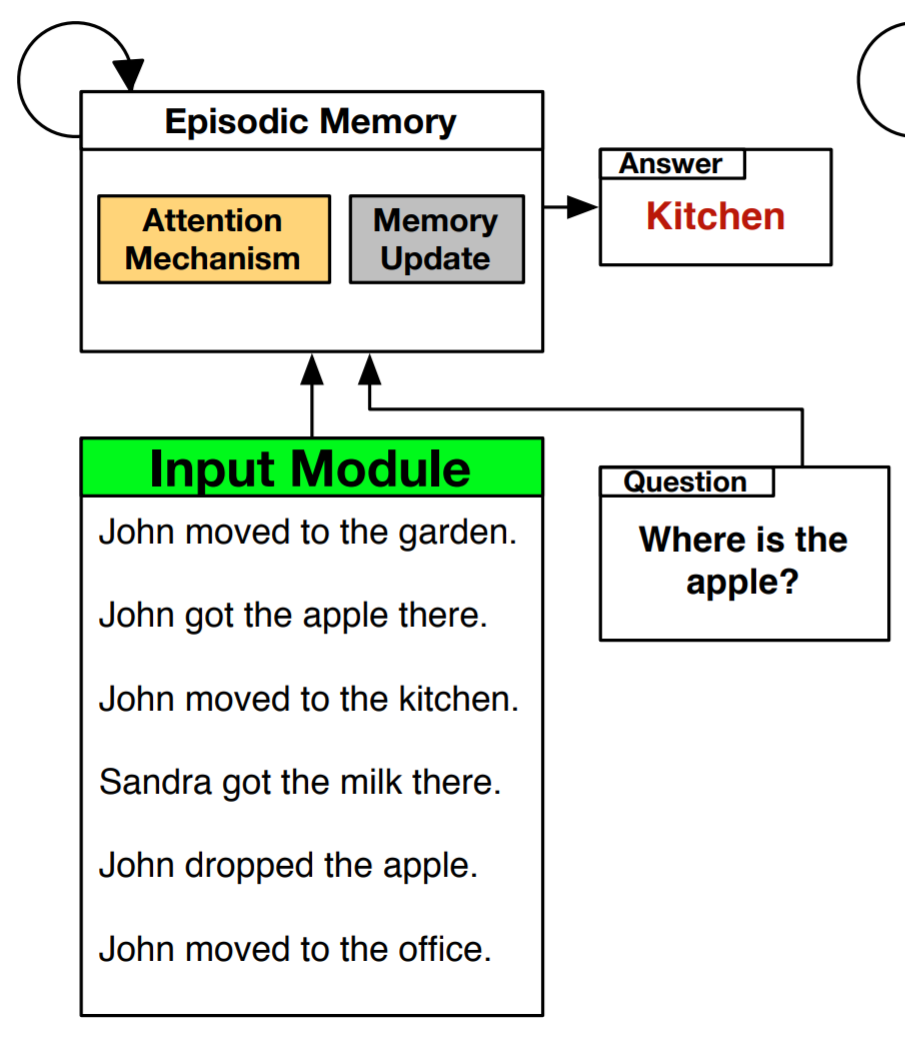 Episodic Memory
Attention
Mechanism
Memory
Update
Answer
Kitchen
Input Module
John moved to the garden.
John got the apple there.
John moved to the kitchen.
Sandra got the milk there.
John dropped the apple.
John moved to the office.
Question
Where is the
apple?